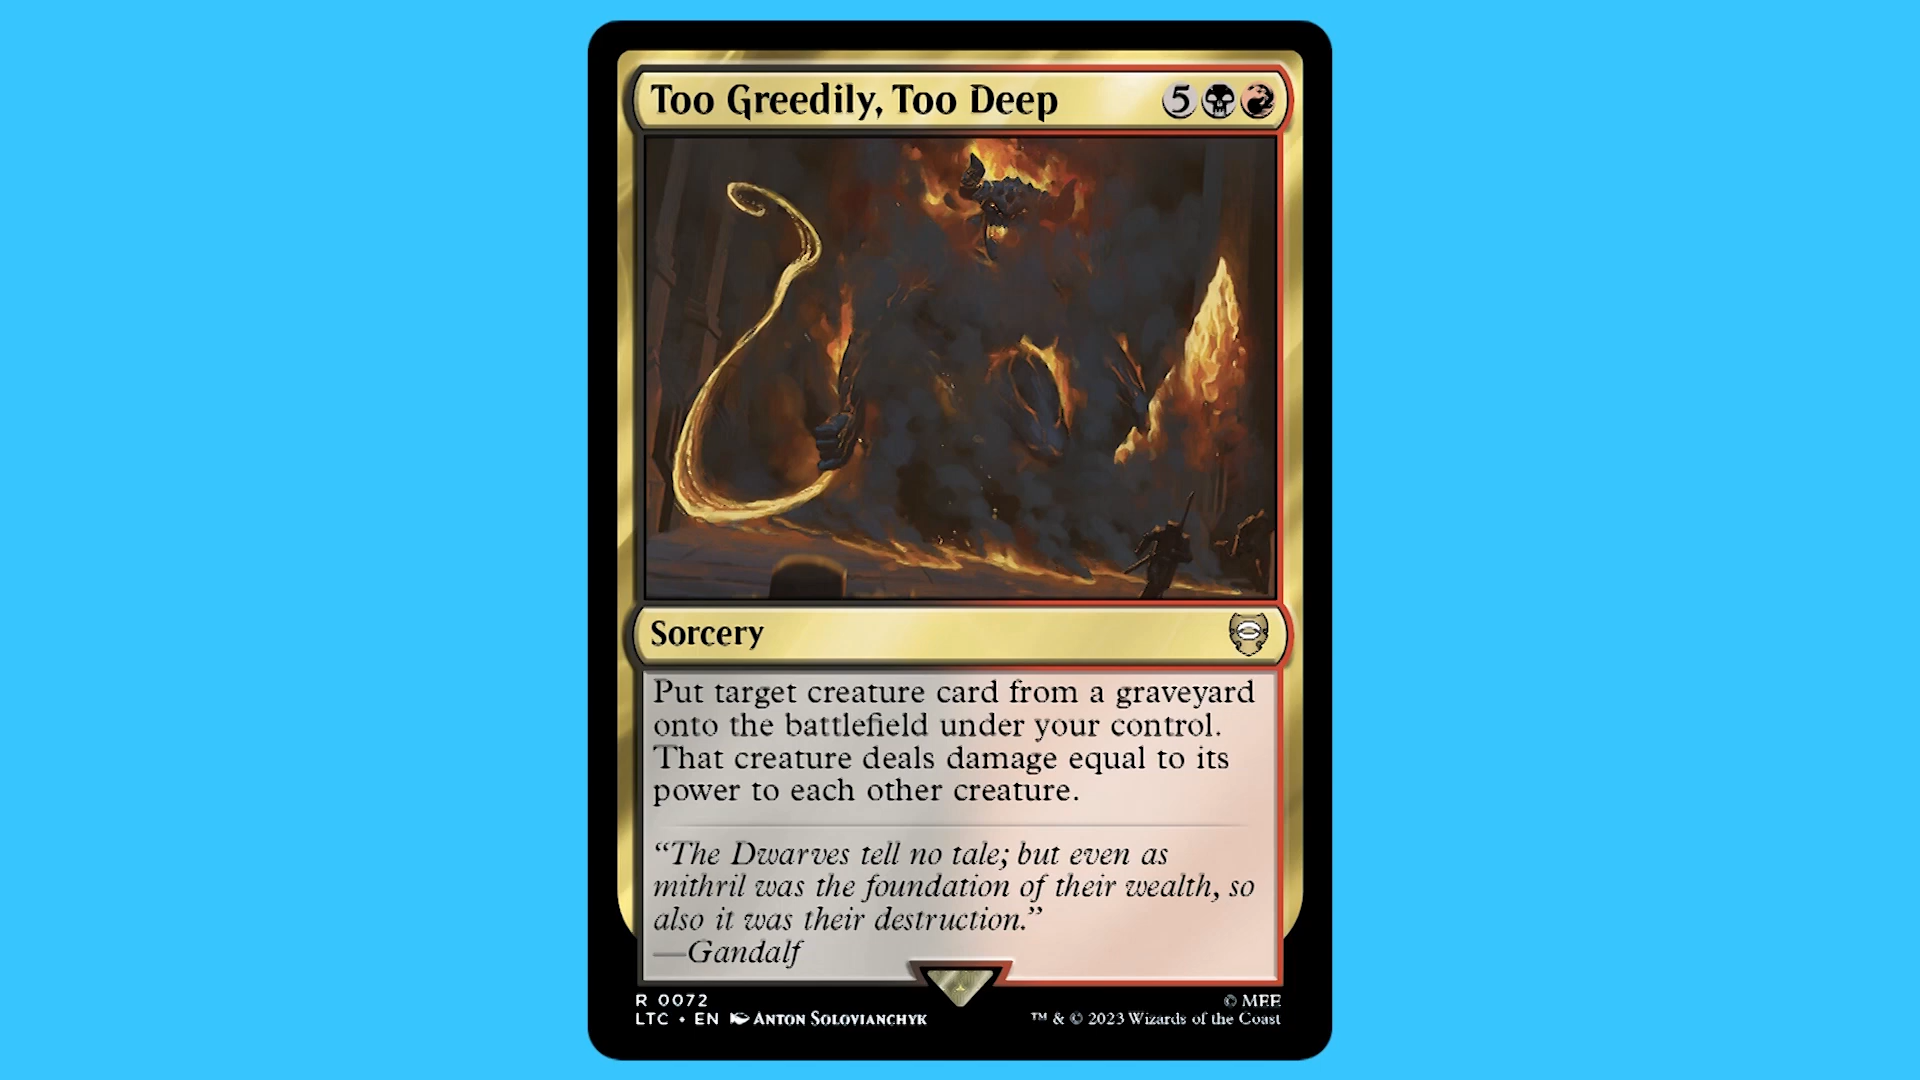 Too Greedily, Too Deep 5
Sorcery
Put target creature card from a graveyard
onto the battlefield under your control.
That creature deals damage equal to its
power to each other creature.
“The Dwarves tell no tale; but even as
mithril was the foundation of their wealth, so
also it was their destruction.”
—Gandalf
R 0072
LTC • EN Anton Solovianchyk
© MEE
™ & © 2023 Wizards of the Coast